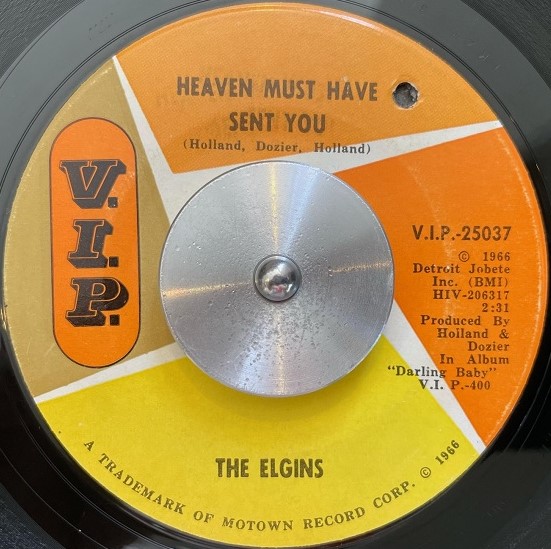 HEAVEN MUST HAVE
SENT YOU
(Holland, Dozier, Holland)
V.I.P.
V.I.P.-25037
© 1966
Detroit Jobete
Inc. (BMI)
HIV-206317
2:31
Produced By
Holland &
Dozier
In Album
"Darling Baby"
V.I. P.-400
THE ELGINS
A TRADEMARK OF MOTOWN RECORD CORP. © 1966